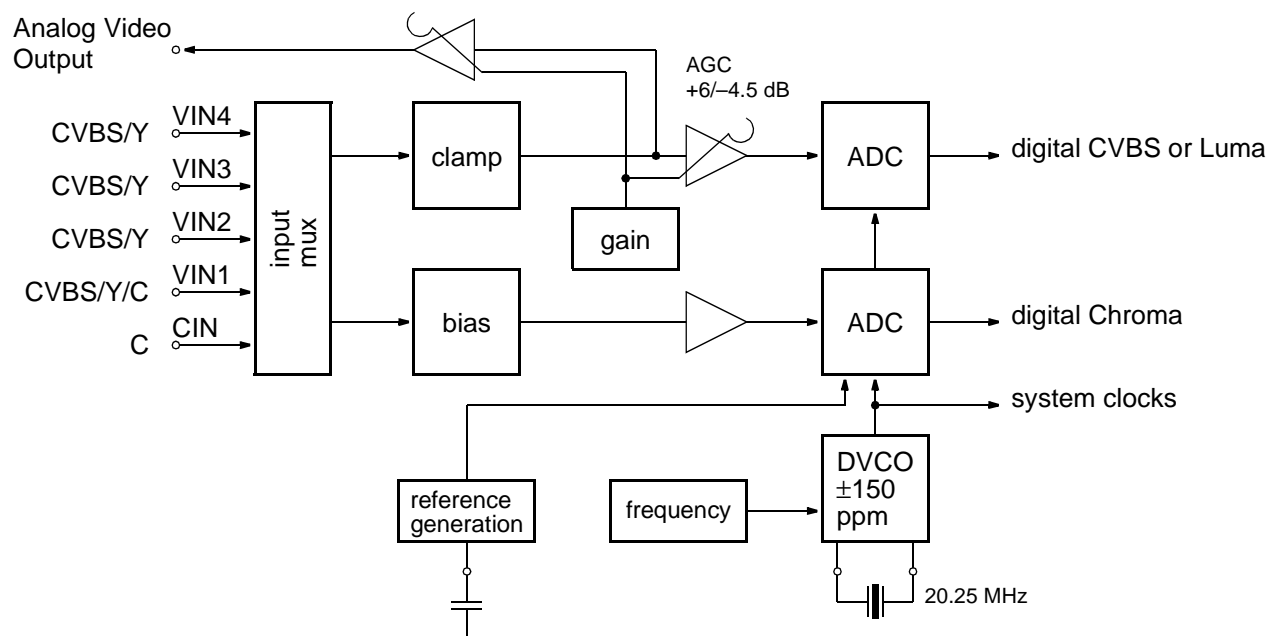 Analog Video
Output
AGC
+6/–4.5 dB
CVBS/Y
VIN4
CVBS/Y
VIN3
CVBS/Y
VIN2
CVBS/Y/C
VIN1
C
CIN
input
mux
clamp
gain
bias
ADC
digital CVBS or Luma
ADC
digital Chroma
system clocks
reference
generation
frequency
DVCO
±150
ppm
20.25 MHz